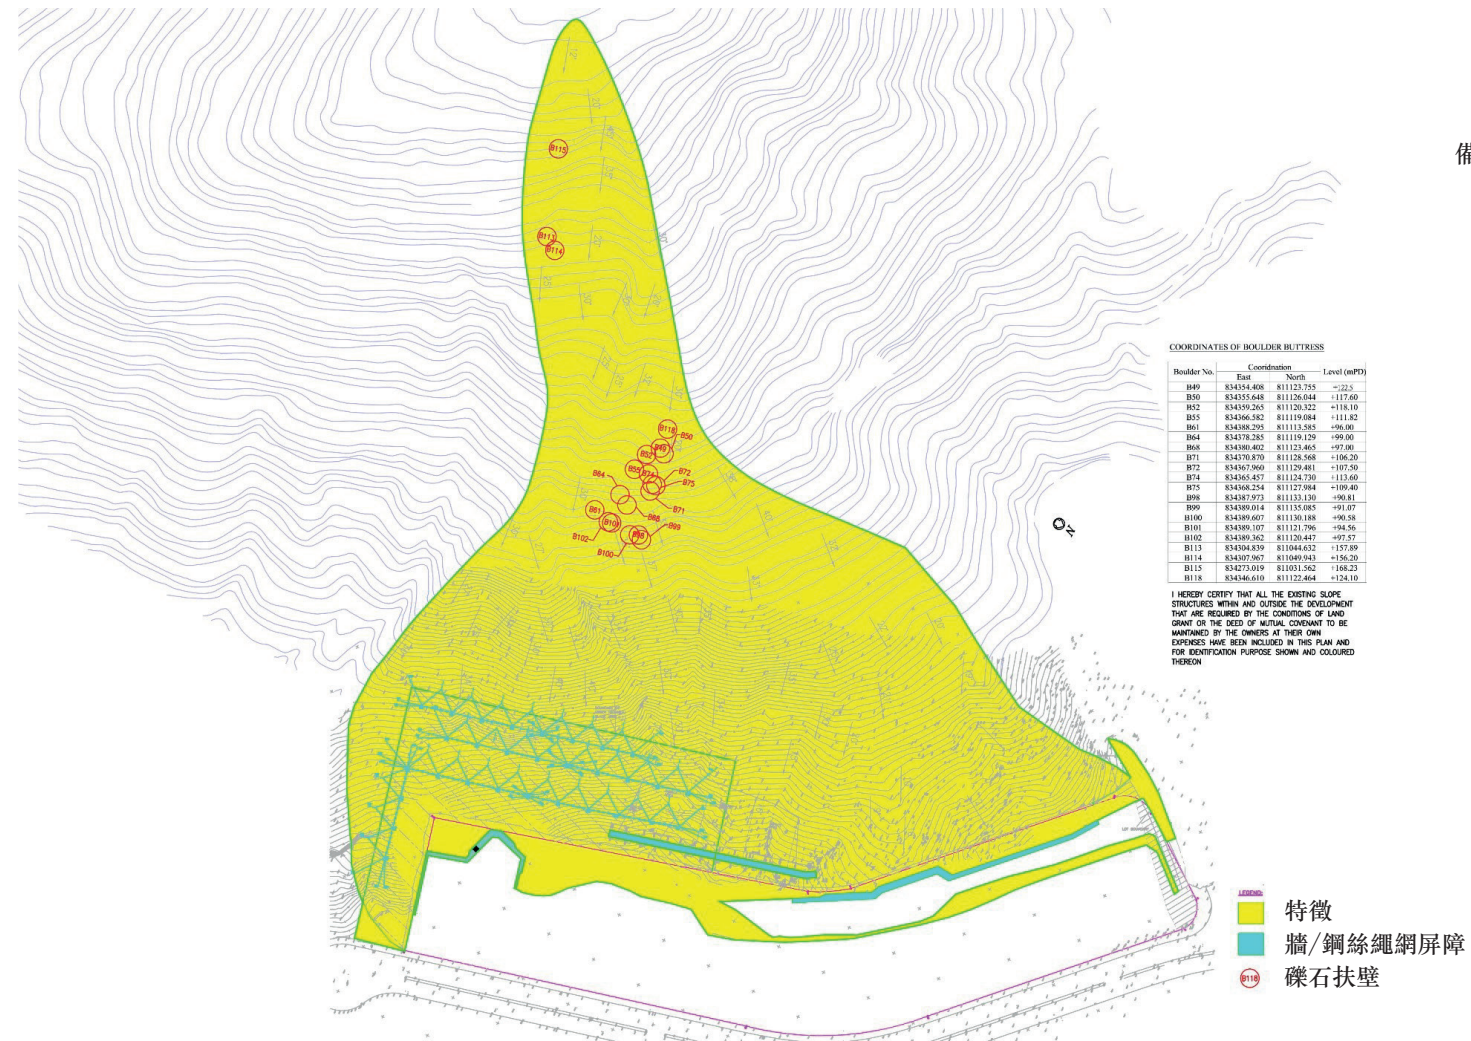 備
B115
B113
B114
B118
B50
B49
B52
B55
B74
B72
B75
B64
B71
B61
B68
B101
B102
B98
B99
B100
COORDINATES OF BOULDER BUTTRESS
Boulder No. Coordination Level (mPD)
East North
B49 834354.408 811123.755 +122.5
B50 834355.648 811126.044 +117.60
B52 834359.265 811120.322 +118.10
B55 834366.582 811119.084 +111.82
B61 834388.295 811113.585 +96.00
B64 834378.285 811119.129 +99.00
B68 834380.402 811123.465 +97.00
B71 834370.870 811128.568 +106.20
B72 834367.960 811129.481 +107.50
B74 834365.457 811124.730 +113.60
B75 834368.254 811127.984 +109.40
B98 834387.973 811133.130 +90.81
B99 834389.014 811135.085 +91.07
B100 834389.607 811130.188 +90.58
B101 834389.107 811121.796 +94.56
B102 834389.362 811120.447 +97.57
B113 834304.839 811044.632 +157.89
B114 834307.967 811049.943 +156.20
B115 834273.019 811031.562 +168.23
B118 834346.610 811122.464 +124.10
I HEREBY CERTIFY THAT ALL THE EXISTING SLOPE
STRUCTURES WITHIN AND OUTSIDE THE DEVELOPMENT
THAT ARE REQUIRED BY THE CONDITIONS OF LAND
GRANT OR THE DEED OF MUTUAL COVENANT TO BE
MAINTAINED BY THE OWNERS AT THEIR OWN
EXPENSES HAVE BEEN INCLUDED IN THIS PLAN AND
FOR IDENTIFICATION PURPOSE SHOWN AND COLOURED
THEREON
N
LEGEND:
特徵
牆/鋼絲繩網屏障
B118 礫石扶壁